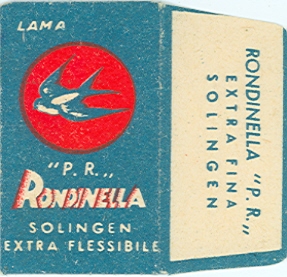 LAMA
"P. R.„
RONDINELLA
SOLINGEN
EXTRA FLESSIBILE
RONDINELLA "P. R.„
EXTRA FINA
SOLINGEN